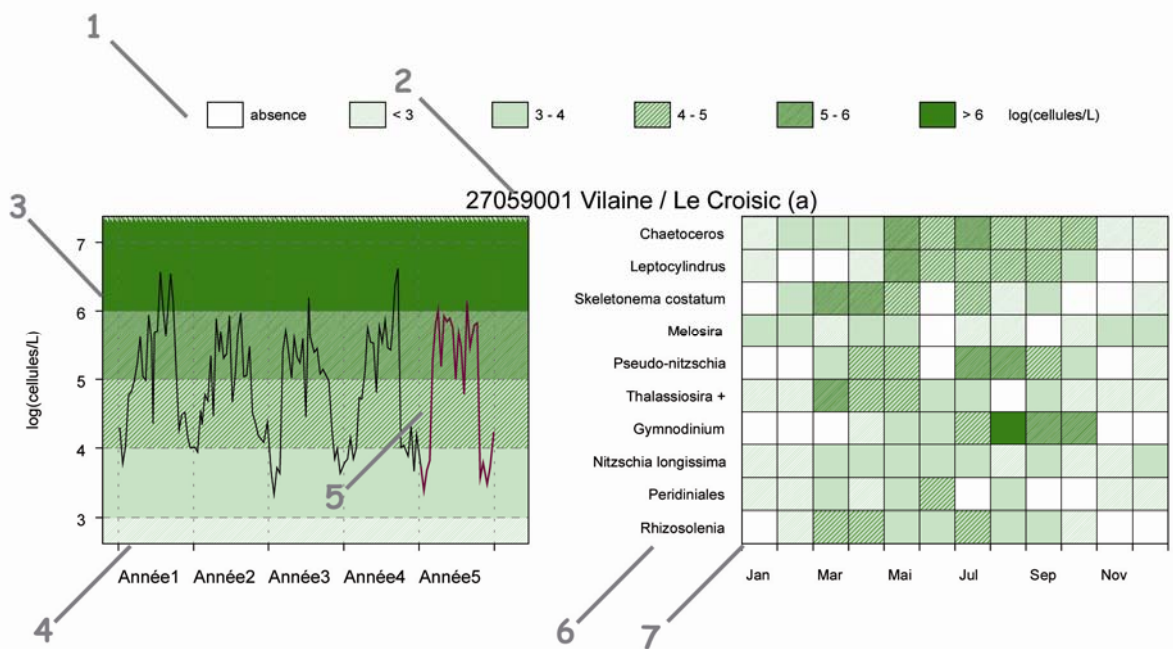 1
2
absence < 3 3 - 4 4 - 5 5 - 6 > 6 log(cellules/L)
27059001 Vilaine / Le Croisic (a)
3
7
6
5
4
3
log(cellules/L)
5
Année1 Année2 Année3 Année4 Année5
4
Chaetoceros
Leptocylindrus
Skeletonema costatum
Melosira
Pseudo-nitzschia
Thalassiosira +
Gymnodinium
Nitzschia longissima
Peridiniales
Rhizosolenia
Jan Mar Mai Jul Sep Nov
6
7